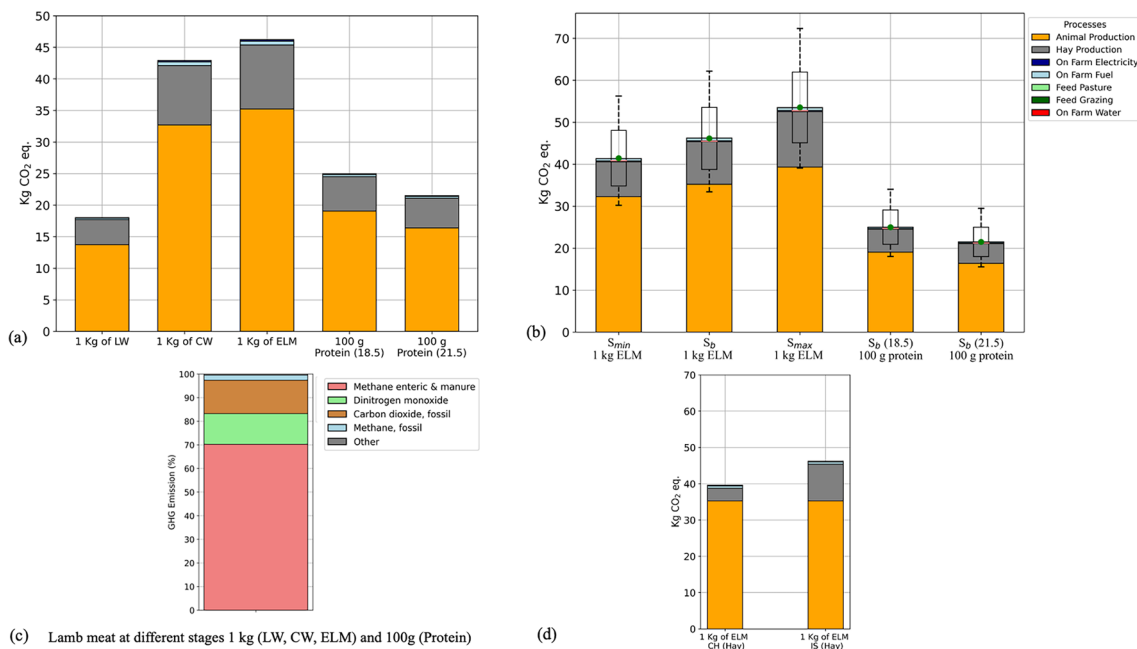 50
45
40
35
30
25
20
15
10
5
0
Kg CO₂ eq.
1 Kg of LW
1 Kg of CW
1 Kg of ELM
100 g
Protein (18.5)
100 g
Protein (21.5)
(a)
70
60
50
40
30
20
10
0
Kg CO₂ eq.
Smin
1 kg ELM
Sb
1 kg ELM
Smax
1 kg ELM
Sb (18.5)
100 g protein
Sb (21.5)
100 g protein
(b)
Processes
Animal Production
Hay Production
On Farm Electricity
On Farm Fuel
Feed Pasture
Feed Grazing
On Farm Water
100
90
80
70
60
50
40
30
20
10
0
GHG Emission (%)
Methane enteric & manure
Dinitrogen monoxide
Carbon dioxide, fossil
Methane, fossil
Other
(c) Lamb meat at different stages 1 kg (LW, CW, ELM) and 100g (Protein)
70
60
50
40
30
20
10
0
Kg CO₂ eq.
1 Kg of ELM
CH (Hay)
1 Kg of ELM
IS (Hay)
(d)